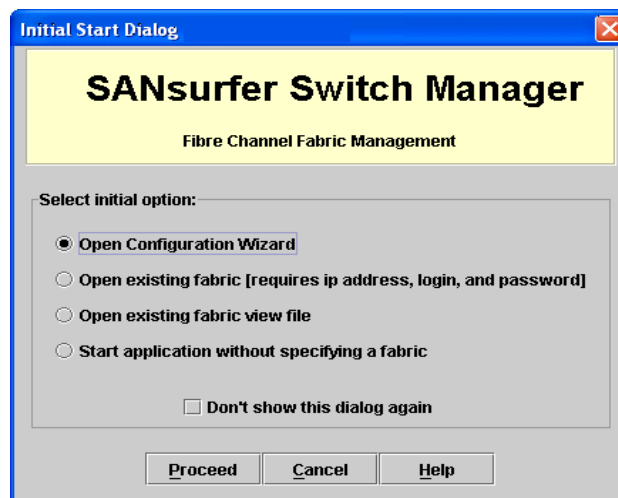 Initial Start Dialog
SANsurfer Switch Manager
Fibre Channel Fabric Management
Select initial option:
Open Configuration Wizard
Open existing fabric [requires ip address, login, and password]
Open existing fabric view file
Start application without specifying a fabric
Don't show this dialog again
Proceed Cancel Help